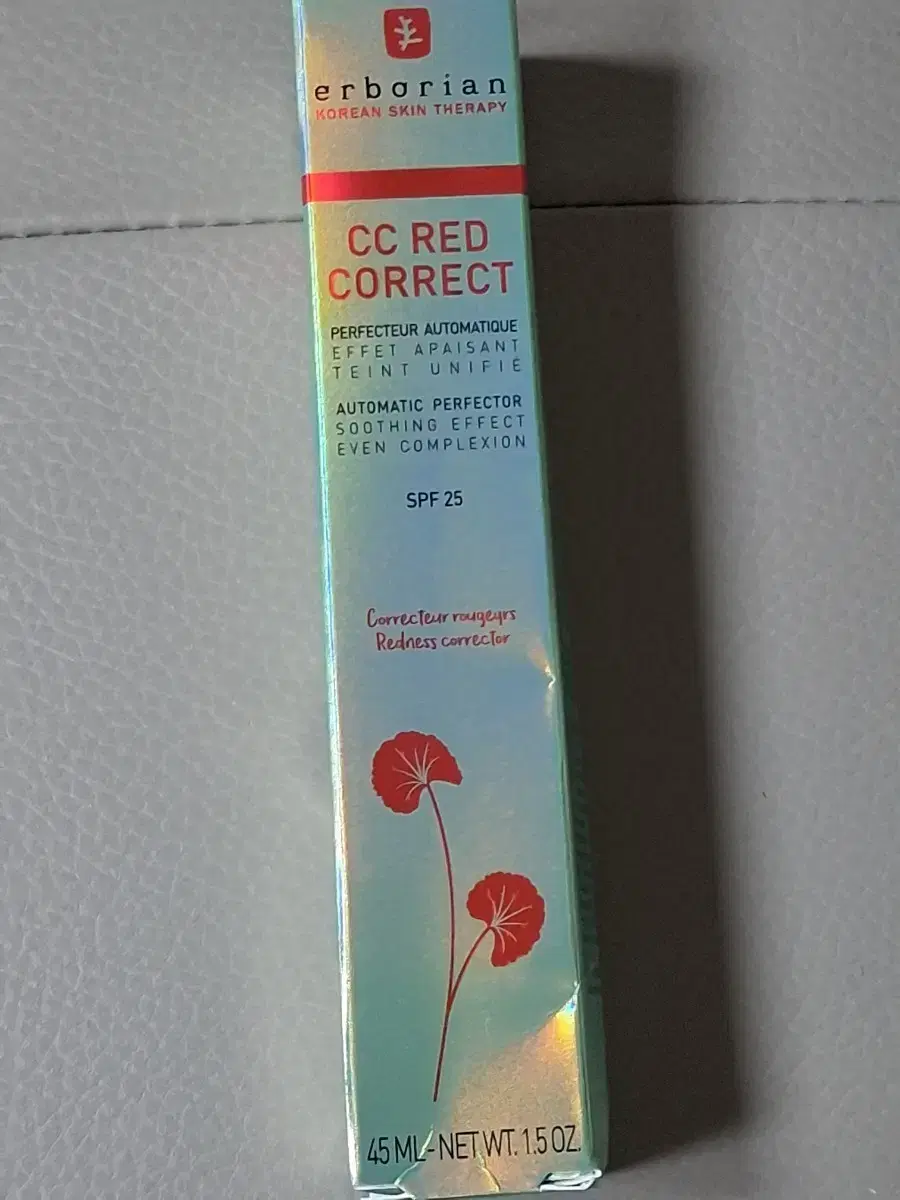 erborian
KOREAN SKIN THERAPY
CC RED
CORRECT
PERFECTEUR AUTOMATIQUE
EFFET APAISANT
TEINT UNIFIÉ
AUTOMATIC PERFECTOR
SOOTHING EFFECT
EVEN COMPLEXION
SPF 25
Correcteur rougeurs
Redness corrector
45 ML - NET WT. 1.5 OZ.